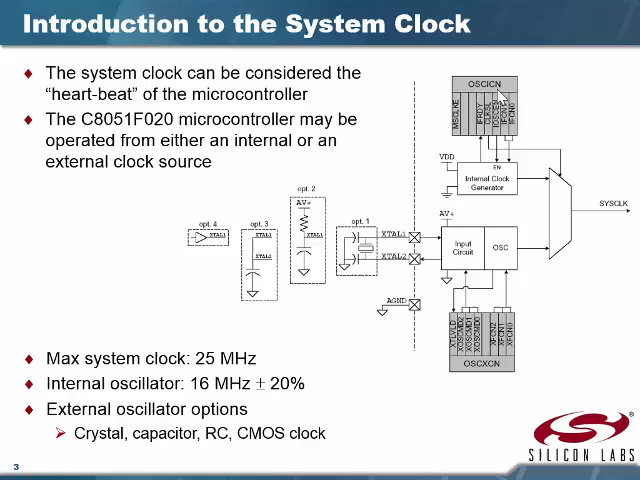 Introduction to the System Clock
♦ The system clock can be considered the
“heart-beat” of the microcontroller
♦ The C8051F020 microcontroller may be
operated from either an internal or an
external clock source
OSCICN
MSCLKE
IFRDY
CLKSL
IOSCEN
IFCN1
IFCN0
VDD
EN
Internal Clock
Generator
SYSCLK
AV+
opt. 4
XTAL1
opt. 3
XTAL1
XTAL2
opt. 2
AV+
XTAL1
opt. 1
XTAL1
XTAL2
Input
Circuit
OSC
AGND
XTLVLD
XOSCMD2
XOSCMD1
XOSCMD0
XFCN2
XFCN1
XFCN0
OSCXCN
♦ Max system clock: 25 MHz
♦ Internal oscillator: 16 MHz ± 20%
♦ External oscillator options
➢ Crystal, capacitor, RC, CMOS clock
SILICON LABS
®
3